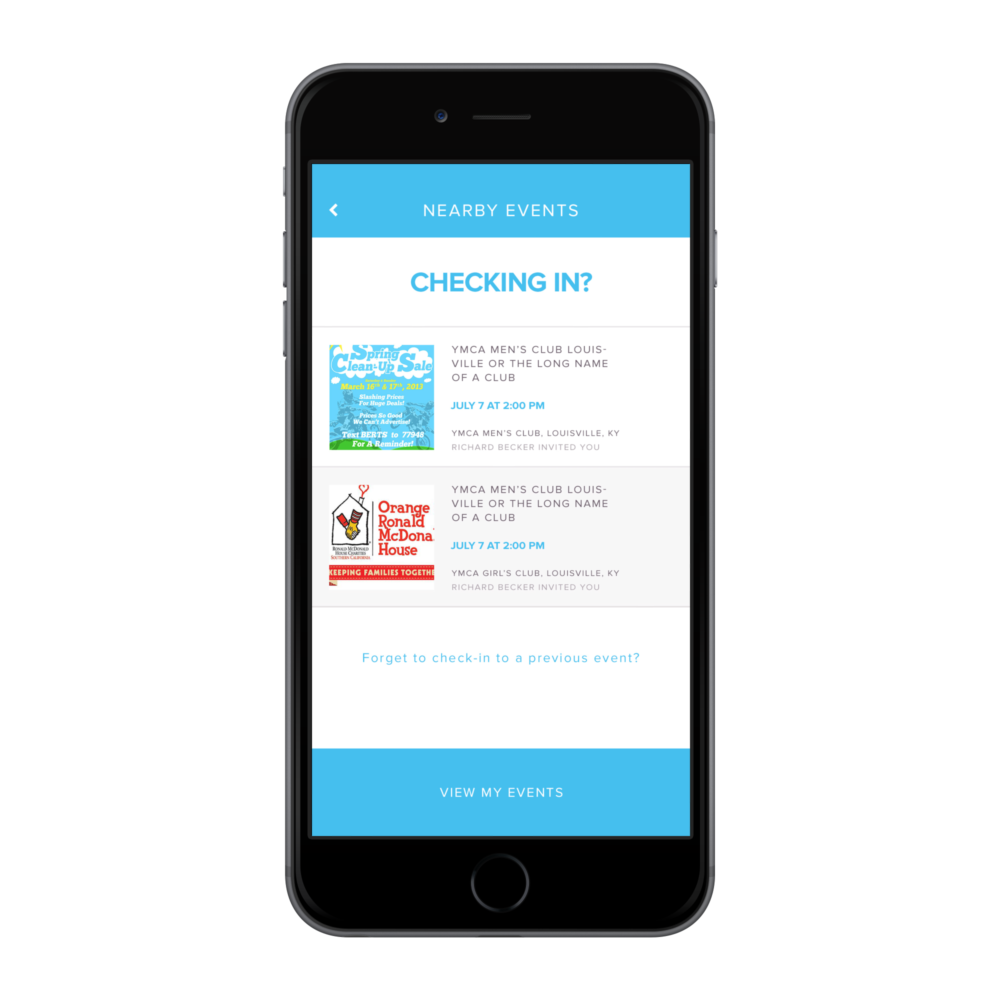 NEARBY EVENTS
CHECKING IN?
Spring
Clean-Up Sale
Saturday & Sunday
March 16th & 17th, 2013
Slashing Prices
For Huge Deals!
Prices So Good
We Can't Advertise!
Text BERTS to 77948
For A Reminder!
YMCA MEN'S CLUB LOUIS-
VILLE OR THE LONG NAME
OF A CLUB
JULY 7 AT 2:00 PM
YMCA MEN'S CLUB, LOUISVILLE, KY
RICHARD BECKER INVITED YOU
Orange
Ronald
McDona
House
RONALD MCDONALD
HOUSE CHARITIES
SOUTHERN CALIFORNIA
KEEPING FAMILIES TOGETHE
YMCA MEN'S CLUB LOUIS-
VILLE OR THE LONG NAME
OF A CLUB
JULY 7 AT 2:00 PM
YMCA GIRL'S CLUB, LOUISVILLE, KY
RICHARD BECKER INVITED YOU
Forget to check-in to a previous event?
VIEW MY EVENTS